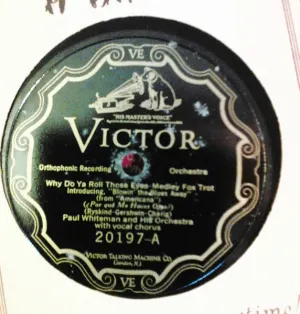 VE
"HIS MASTER'S VOICE"
VICTOR
Orthophonic Recording
Orchestra
Why Do Ya Roll Those Eyes-Medley Fox Trot
Introducing, "Blowin' the Blues Away"
(from "Americana")
(¿Por qué Me Haces Ojos?)
(Ryskind-Gershwin-Charig)
Paul Whiteman and His Orchestra
with vocal chorus
20197-A
VICTOR TALKING MACHINE CO.
Camden, N.J.
VE